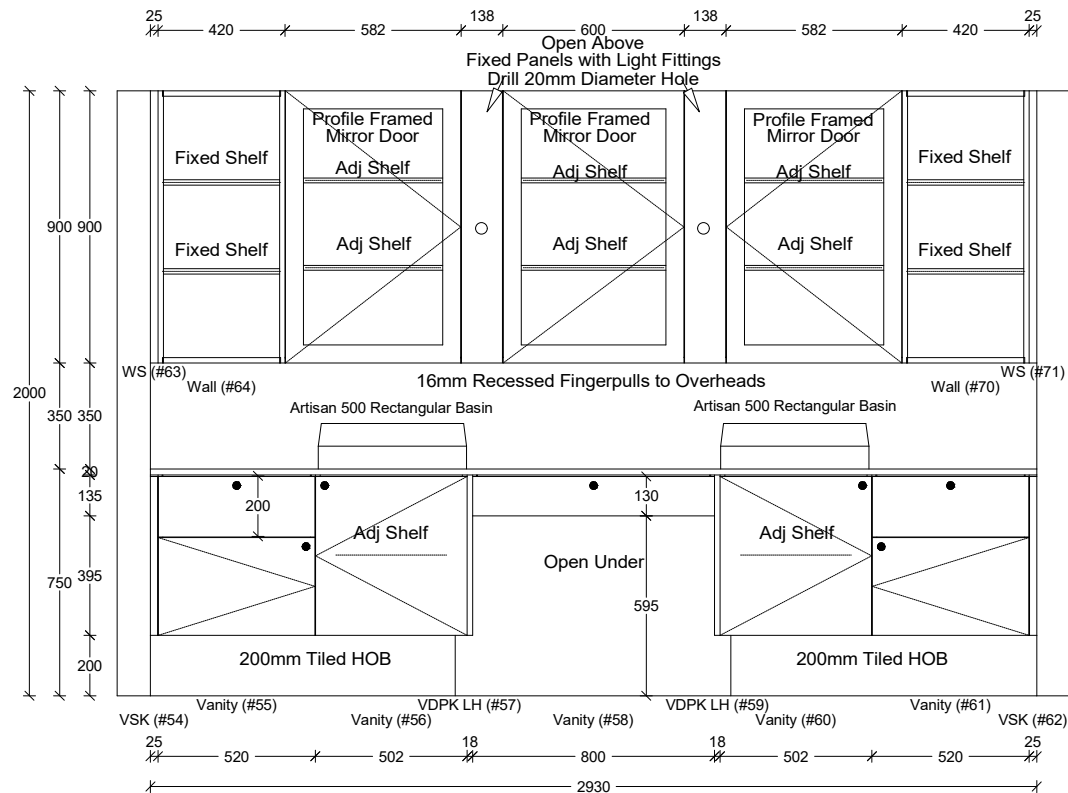 25 420 582 138 600 138 582 420 25
Open Above
Fixed Panels with Light Fittings
Drill 20mm Diameter Hole
Profile Framed
Mirror Door
Profile Framed
Mirror Door
Profile Framed
Mirror Door
Fixed Shelf
Adj Shelf
Adj Shelf
Adj Shelf
Fixed Shelf
900 900
Fixed Shelf
Adj Shelf
Adj Shelf
Adj Shelf
Fixed Shelf
WS (#63)
WS (#71)
Wall (#64)
16mm Recessed Fingerpulls to Overheads
Wall (#70)
2000
350 350
Artisan 500 Rectangular Basin
Artisan 500 Rectangular Basin
20
135
200
130
Adj Shelf
Adj Shelf
Open Under
750
395
595
200
200mm Tiled HOB
200mm Tiled HOB
Vanity (#55)
VDPK LH (#57)
VDPK LH (#59)
Vanity (#61)
VSK (#54)
Vanity (#56)
Vanity (#58)
Vanity (#60)
VSK (#62)
25 520 502 18 800 18 502 520 25
2930